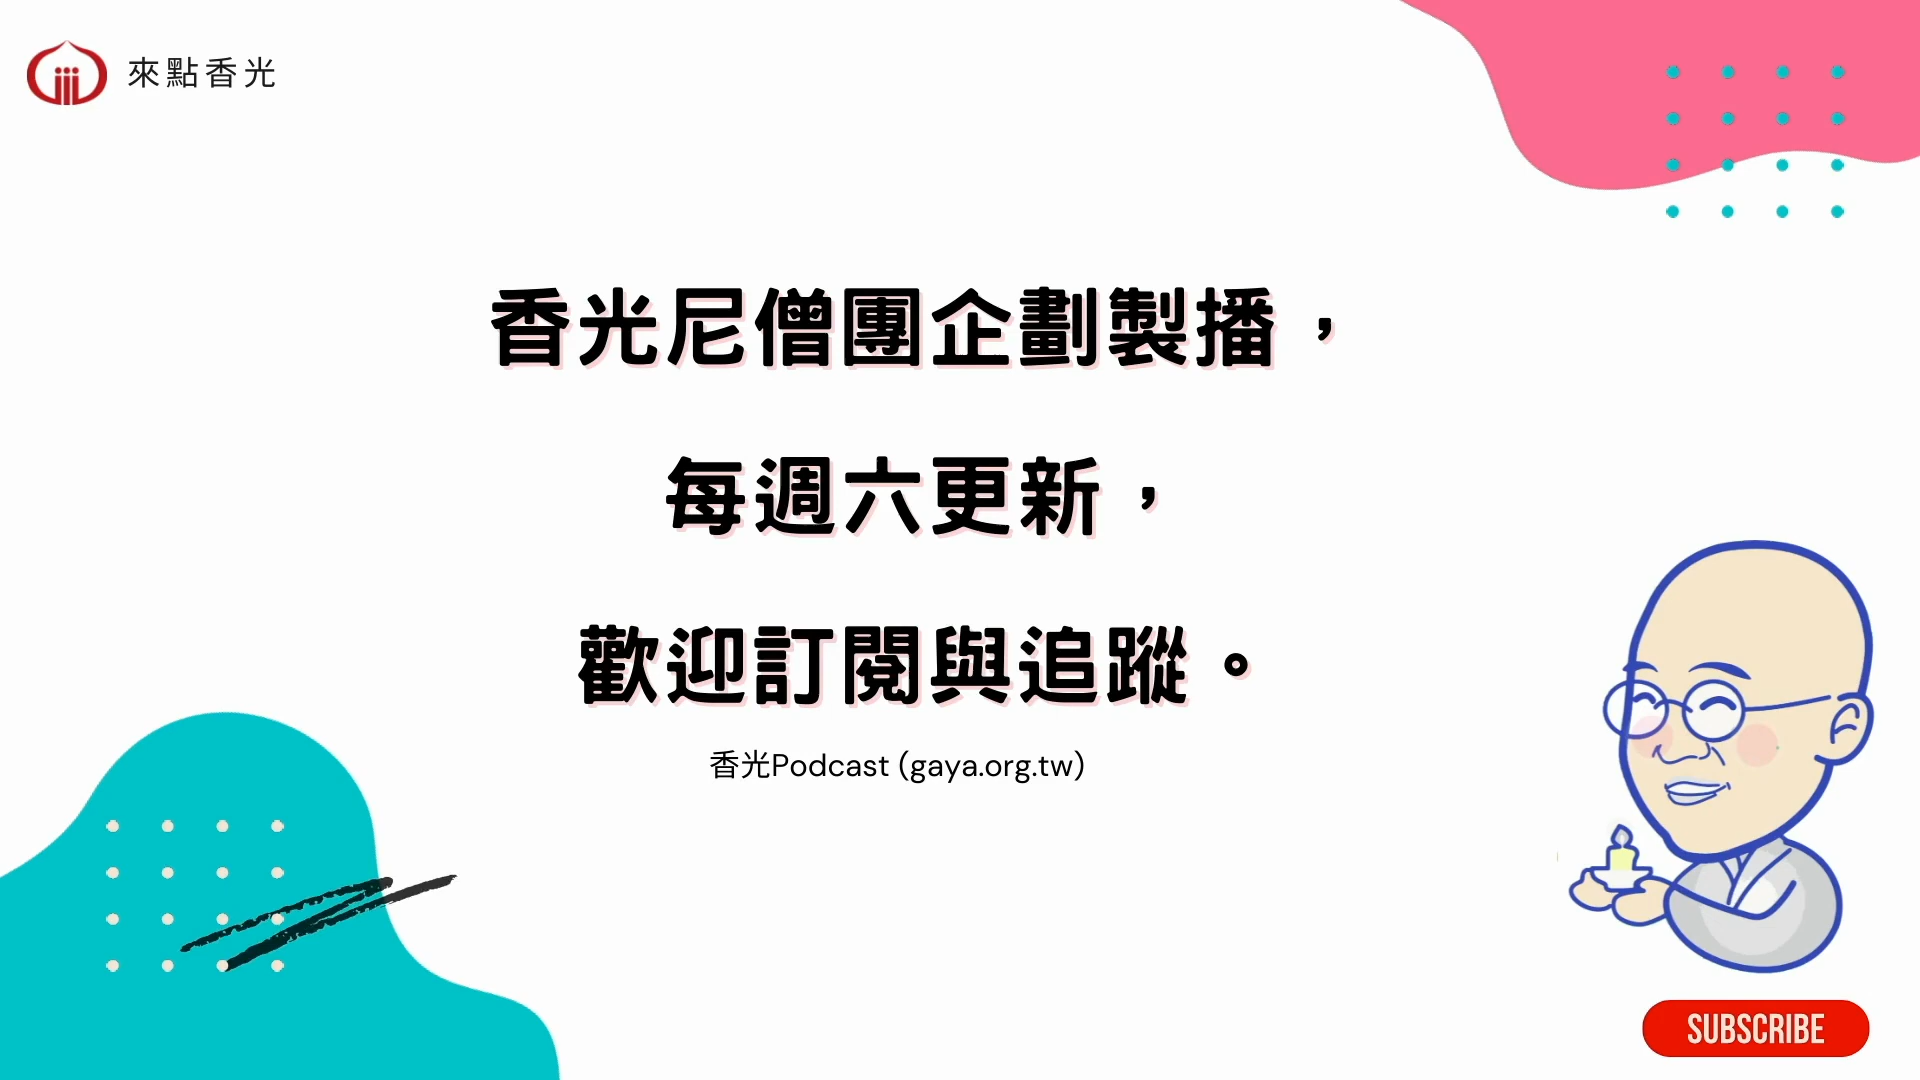 來點香光
香光尼僧團企劃製播，
每週六更新，
歡迎訂閱與追蹤。
香光Podcast (gaya.org.tw)
SUBSCRIBE